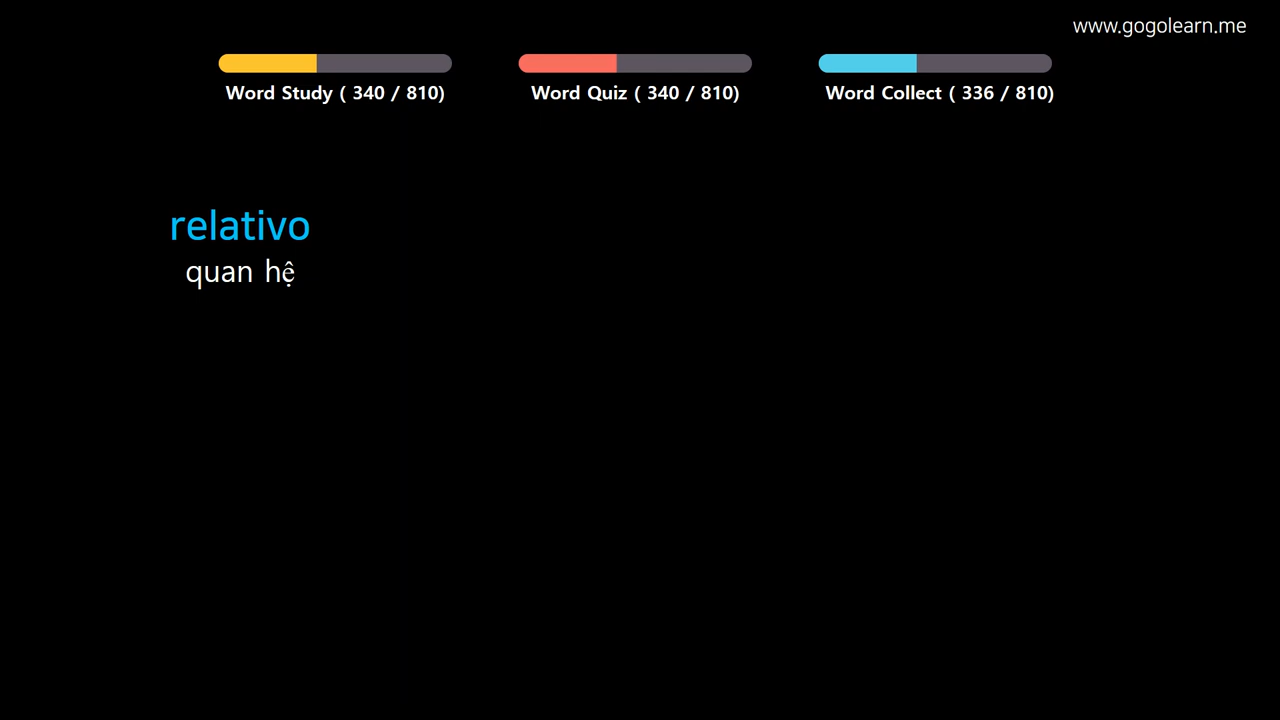 www.gogolearn.me
Word Study ( 340 / 810)
Word Quiz ( 340 / 810)
Word Collect ( 336 / 810)
relativo
quan hệ